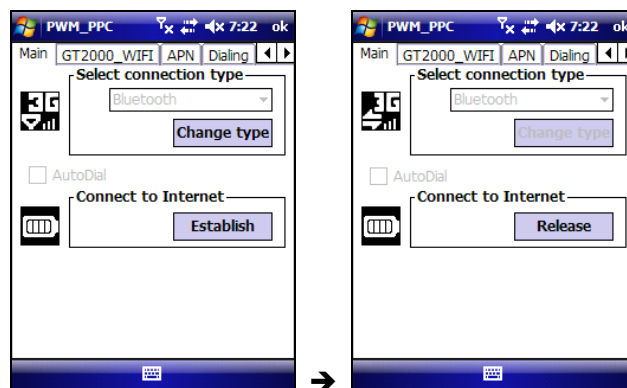 PWM_PPC 7:22 ok
Main GT2000_WIFI APN Dialing
Select connection type
3G
Bluetooth
Change type
AutoDial
Connect to Internet
Establish
➔
PWM_PPC 7:22 ok
Main GT2000_WIFI APN Dialing
Select connection type
3G
Bluetooth
Change type
AutoDial
Connect to Internet
Release